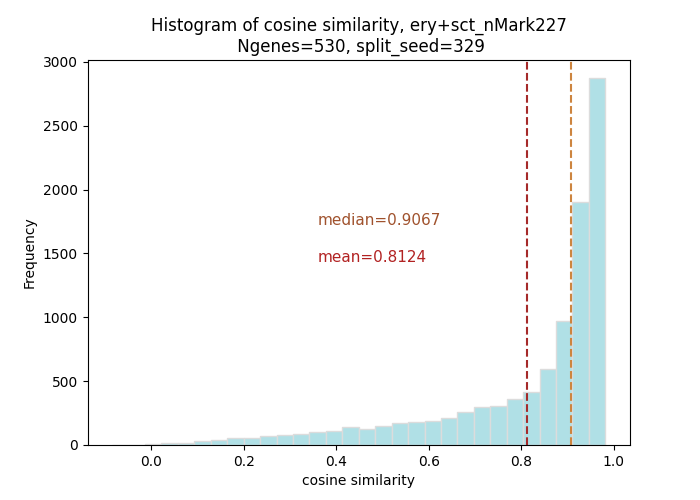 Histogram of cosine similarity, ery+sct_nMark227
Ngenes=530, split_seed=329
3000
2500
2000
1500
1000
500
0
Frequency
median=0.9067
mean=0.8124
0.0 0.2 0.4 0.6 0.8 1.0
cosine similarity